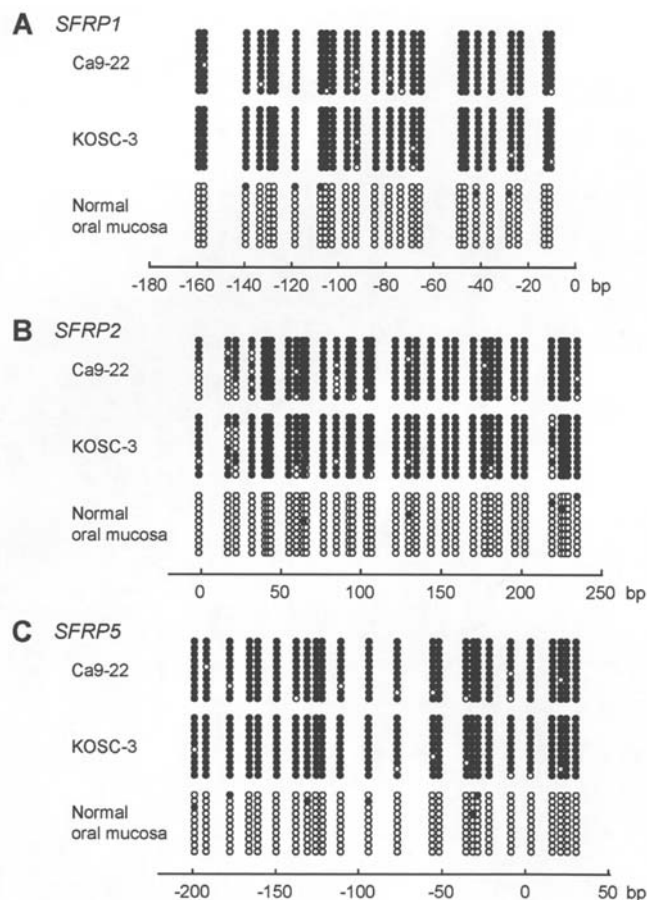 A SFRP1
Ca9-22
KOSC-3
Normal
oral mucosa
-180 -160 -140 -120 -100 -80 -60 -40 -20 0 bp
B SFRP2
Ca9-22
KOSC-3
Normal
oral mucosa
0 50 100 150 200 250 bp
C SFRP5
Ca9-22
KOSC-3
Normal
oral mucosa
-200 -150 -100 -50 0 50 bp